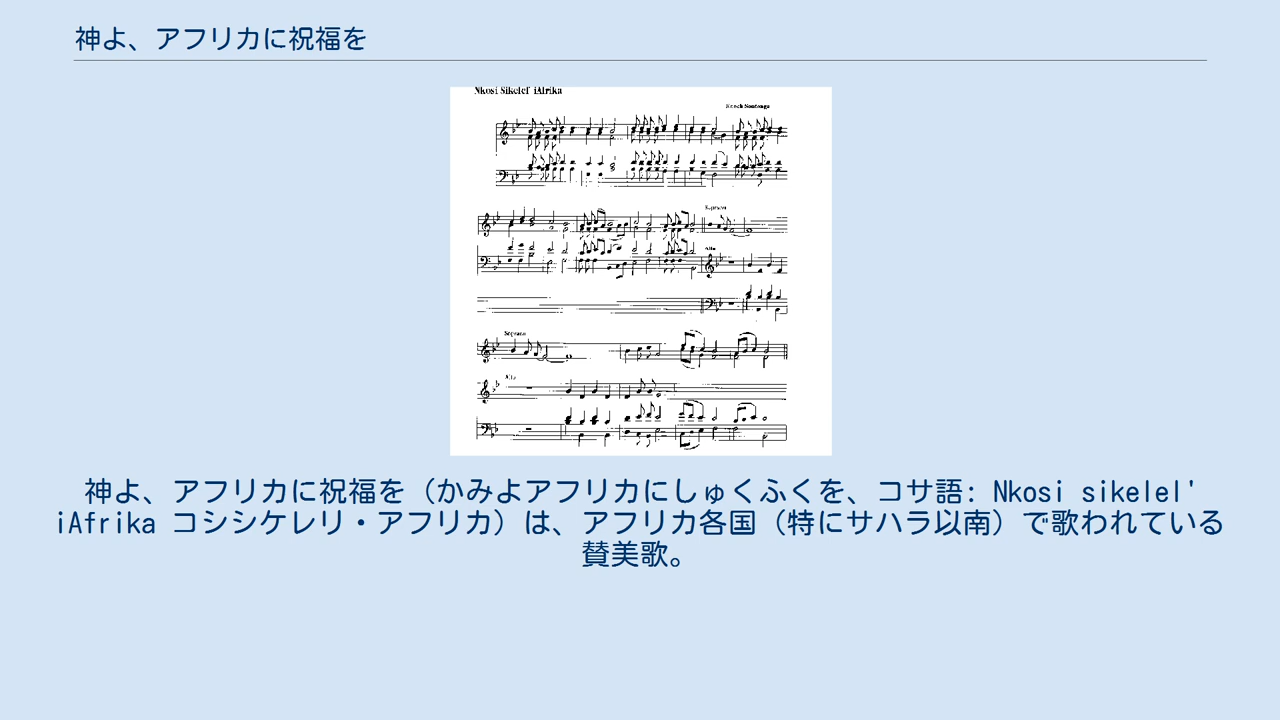 神よ、アフリカに祝福を
Nkosi Sikelel' iAfrika
Enoch Sontonga
Soprano
Alto
Soprano
Alto
神よ、アフリカに祝福を（かみよアフリカにしゅくふくを、コサ語: Nkosi sikelel'
iAfrika コシシケレリ・アフリカ）は、アフリカ各国（特にサハラ以南）で歌われている
賛美歌。